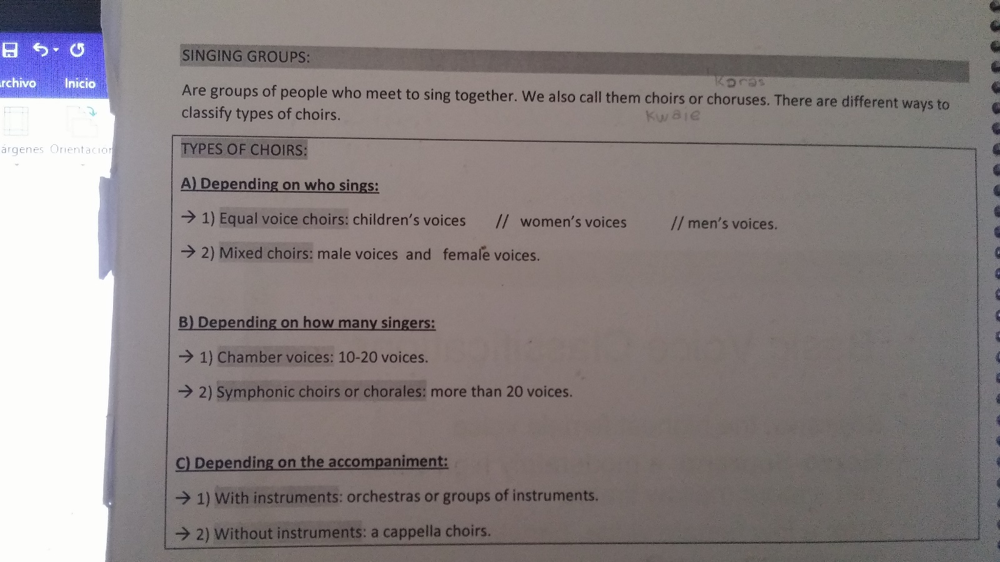 Archivo Inicio
Márgenes Orientación
SINGING GROUPS:
Koras
Are groups of people who meet to sing together. We also call them choirs or choruses. There are different ways to
classify types of choirs.
Kwaie
TYPES OF CHOIRS:
A) Depending on who sings:
→ 1) Equal voice choirs: children's voices // women's voices // men's voices.
→ 2) Mixed choirs: male voices and female voices.
B) Depending on how many singers:
→ 1) Chamber voices: 10-20 voices.
→ 2) Symphonic choirs or chorales: more than 20 voices.
C) Depending on the accompaniment:
→ 1) With instruments: orchestras or groups of instruments.
→ 2) Without instruments: a cappella choirs.